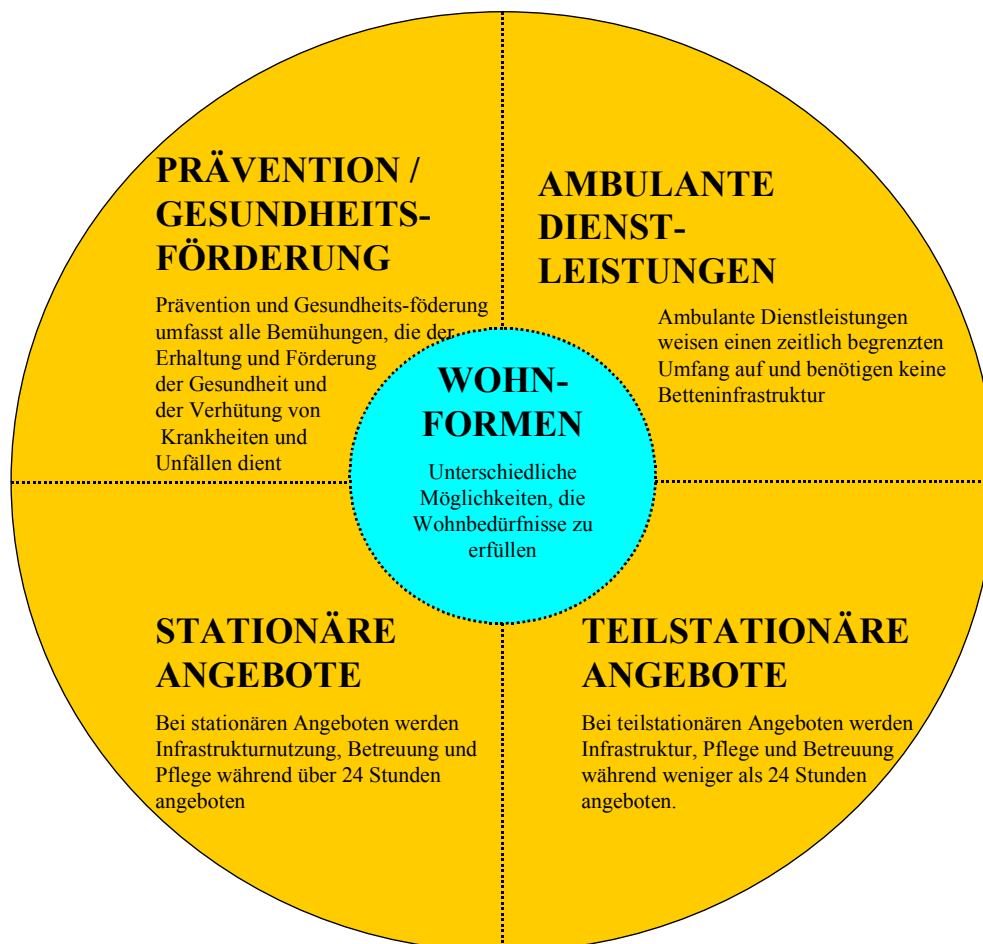 PRÄVENTION /
GESUNDHEITS-
FÖRDERUNG
Prävention und Gesundheits-föderung
umfasst alle Bemühungen, die der
Erhaltung und Förderung
der Gesundheit und
der Verhütung von
Krankheiten und
Unfällen dient
AMBULANTE
DIENST-
LEISTUNGEN
Ambulante Dienstleistungen
weisen einen zeitlich begrenzten
Umfang auf und benötigen keine
Betteninfrastruktur
WOHN-
FORMEN
Unterschiedliche
Möglichkeiten, die
Wohnbedürfnisse zu
erfüllen
STATIONÄRE
ANGEBOTE
Bei stationären Angeboten werden
Infrastrukturnutzung, Betreuung und
Pflege während über 24 Stunden
angeboten
TEILSTATIONÄRE
ANGEBOTE
Bei teilstationären Angeboten werden
Infrastruktur, Pflege und Betreuung
während weniger als 24 Stunden
angeboten.